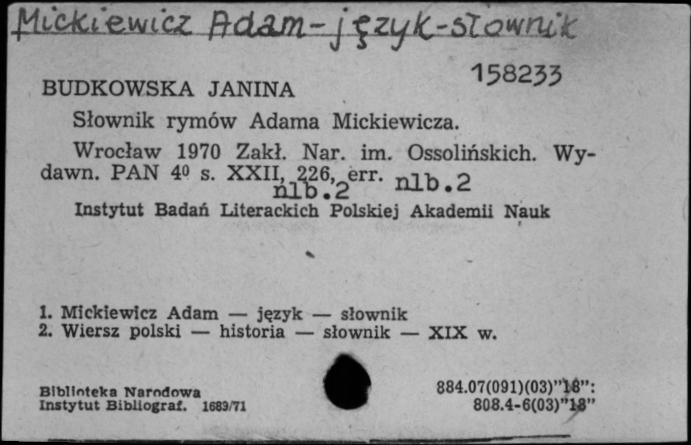 Mickiewicz Adam - język - słownik
158233
BUDKOWSKA JANINA
Słownik rymów Adama Mickiewicza.
Wrocław 1970 Zakł. Nar. im. Ossolińskich. Wy-
dawn. PAN 4⁰ s. XXII, 226, err.
nlb.2 nlb.2
Instytut Badań Literackich Polskiej Akademii Nauk
1. Mickiewicz Adam — język — słownik
2. Wiersz polski — historia — słownik — XIX w.
Biblioteka Narodowa
Instytut Bibliograf. 1683/71
884.07(091)(03)"18":
808.4-6(03)"18"